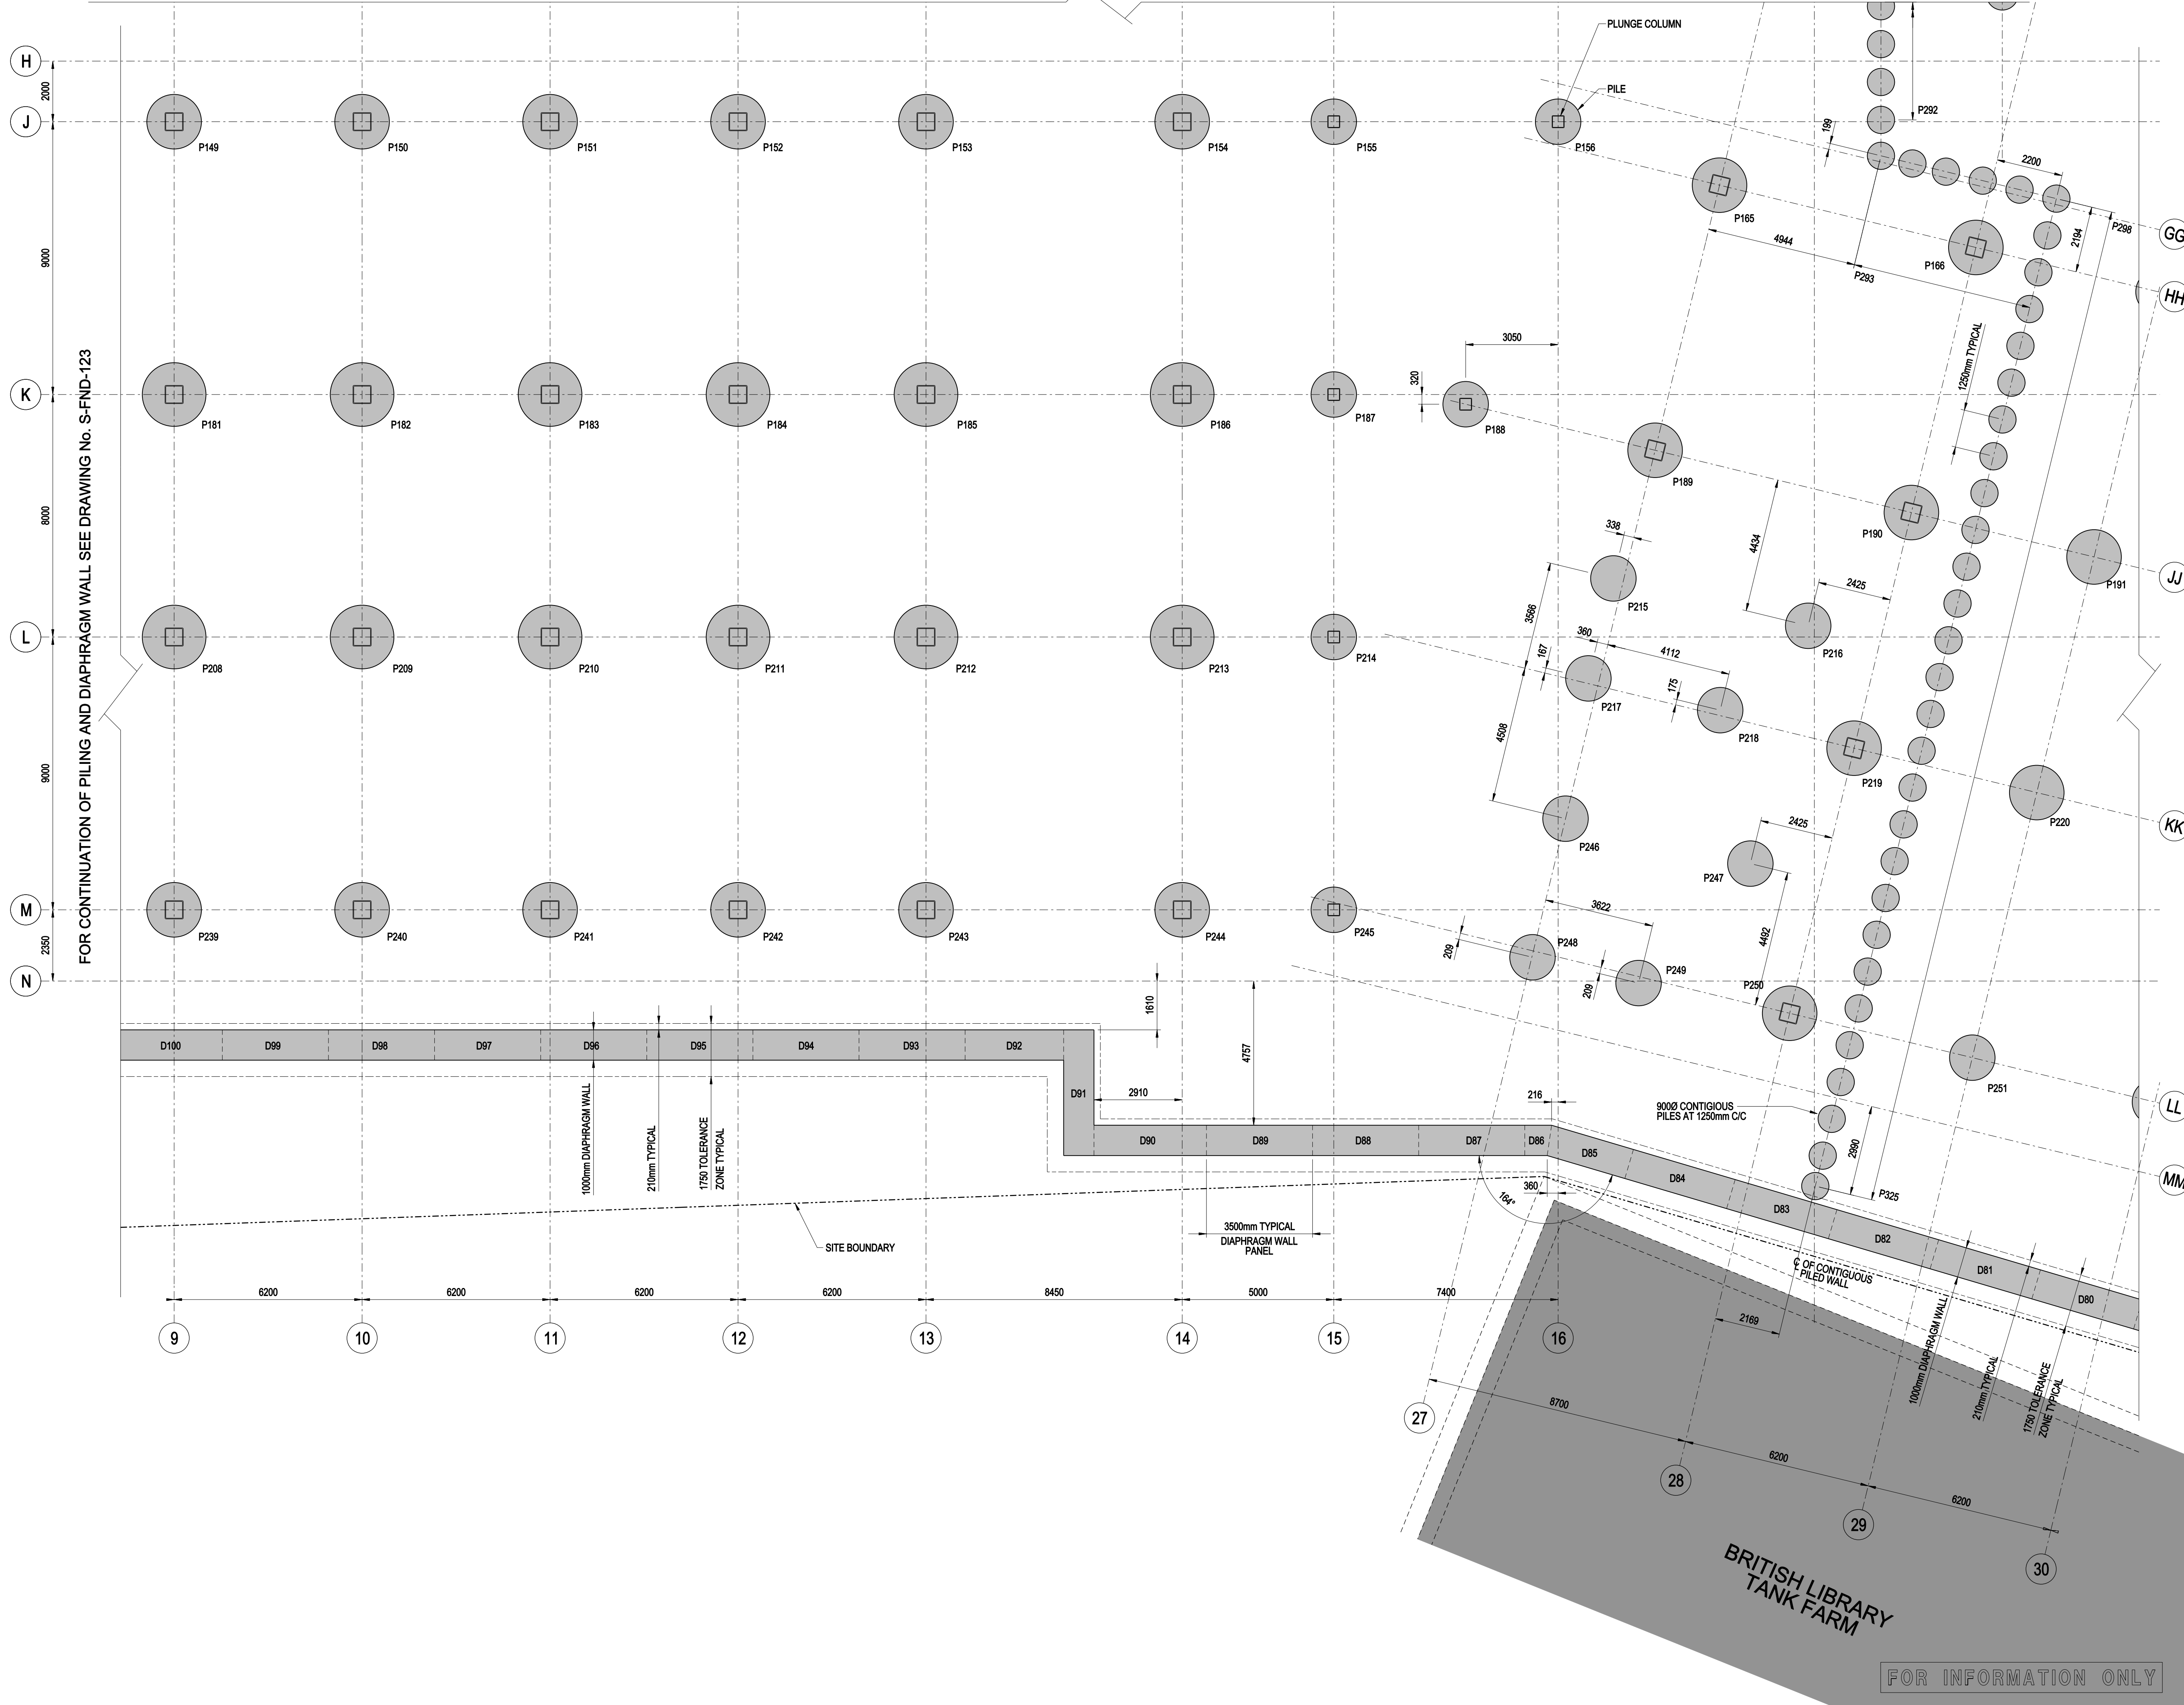 PLUNGE COLUMN
H
2000
PILE
P292
J
199
P149
P150
P151
P152
P153
P154
P155
P156
2200
P165
P298
GG
4944
2194
P166
9000
P293
HH
FOR CONTINUATION OF PILING AND DIAPHRAGM WALL SEE DRAWING No. S-FND-123
3050
1250mm TYPICAL
320
K
P181
P182
P183
P184
P185
P186
P187
P188
P189
8000
338
4434
P190
JJ
P191
2425
P215
3566
360
P216
L
167
4112
P208
P209
P210
P211
P212
P213
P214
175
P217
P218
4508
P219
9000
P220
KK
2425
P246
P247
M
3622
P239
P240
P241
P242
P243
P244
P245
2350
209
P248
4492
P249
N
209
P250
1610
D100
D99
D98
D97
D96
D95
D94
D93
D92
4757
P251
D91
2910
216
900Ø CONTIGIOUS
PILES AT 1250mm C/C
LL
1000mm DIAPHRAGM WALL
210mm TYPICAL
1750 TOLERANCE
ZONE TYPICAL
D90
D89
D88
D87
D86
D85
2990
D84
MM
360
164°
P325
D83
3500mm TYPICAL
DIAPHRAGM WALL
PANEL
D82
SITE BOUNDARY
℄ OF CONTIGUOUS
PILED WALL
D81
6200
6200
6200
6200
8450
5000
7400
D80
2169
9
10
11
12
13
14
15
16
1000mm DIAPHRAGM WALL
210mm TYPICAL
1750 TOLERANCE
ZONE TYPICAL
27
8700
6200
28
6200
29
30
BRITISH LIBRARY
TANK FARM
FOR INFORMATION ONLY